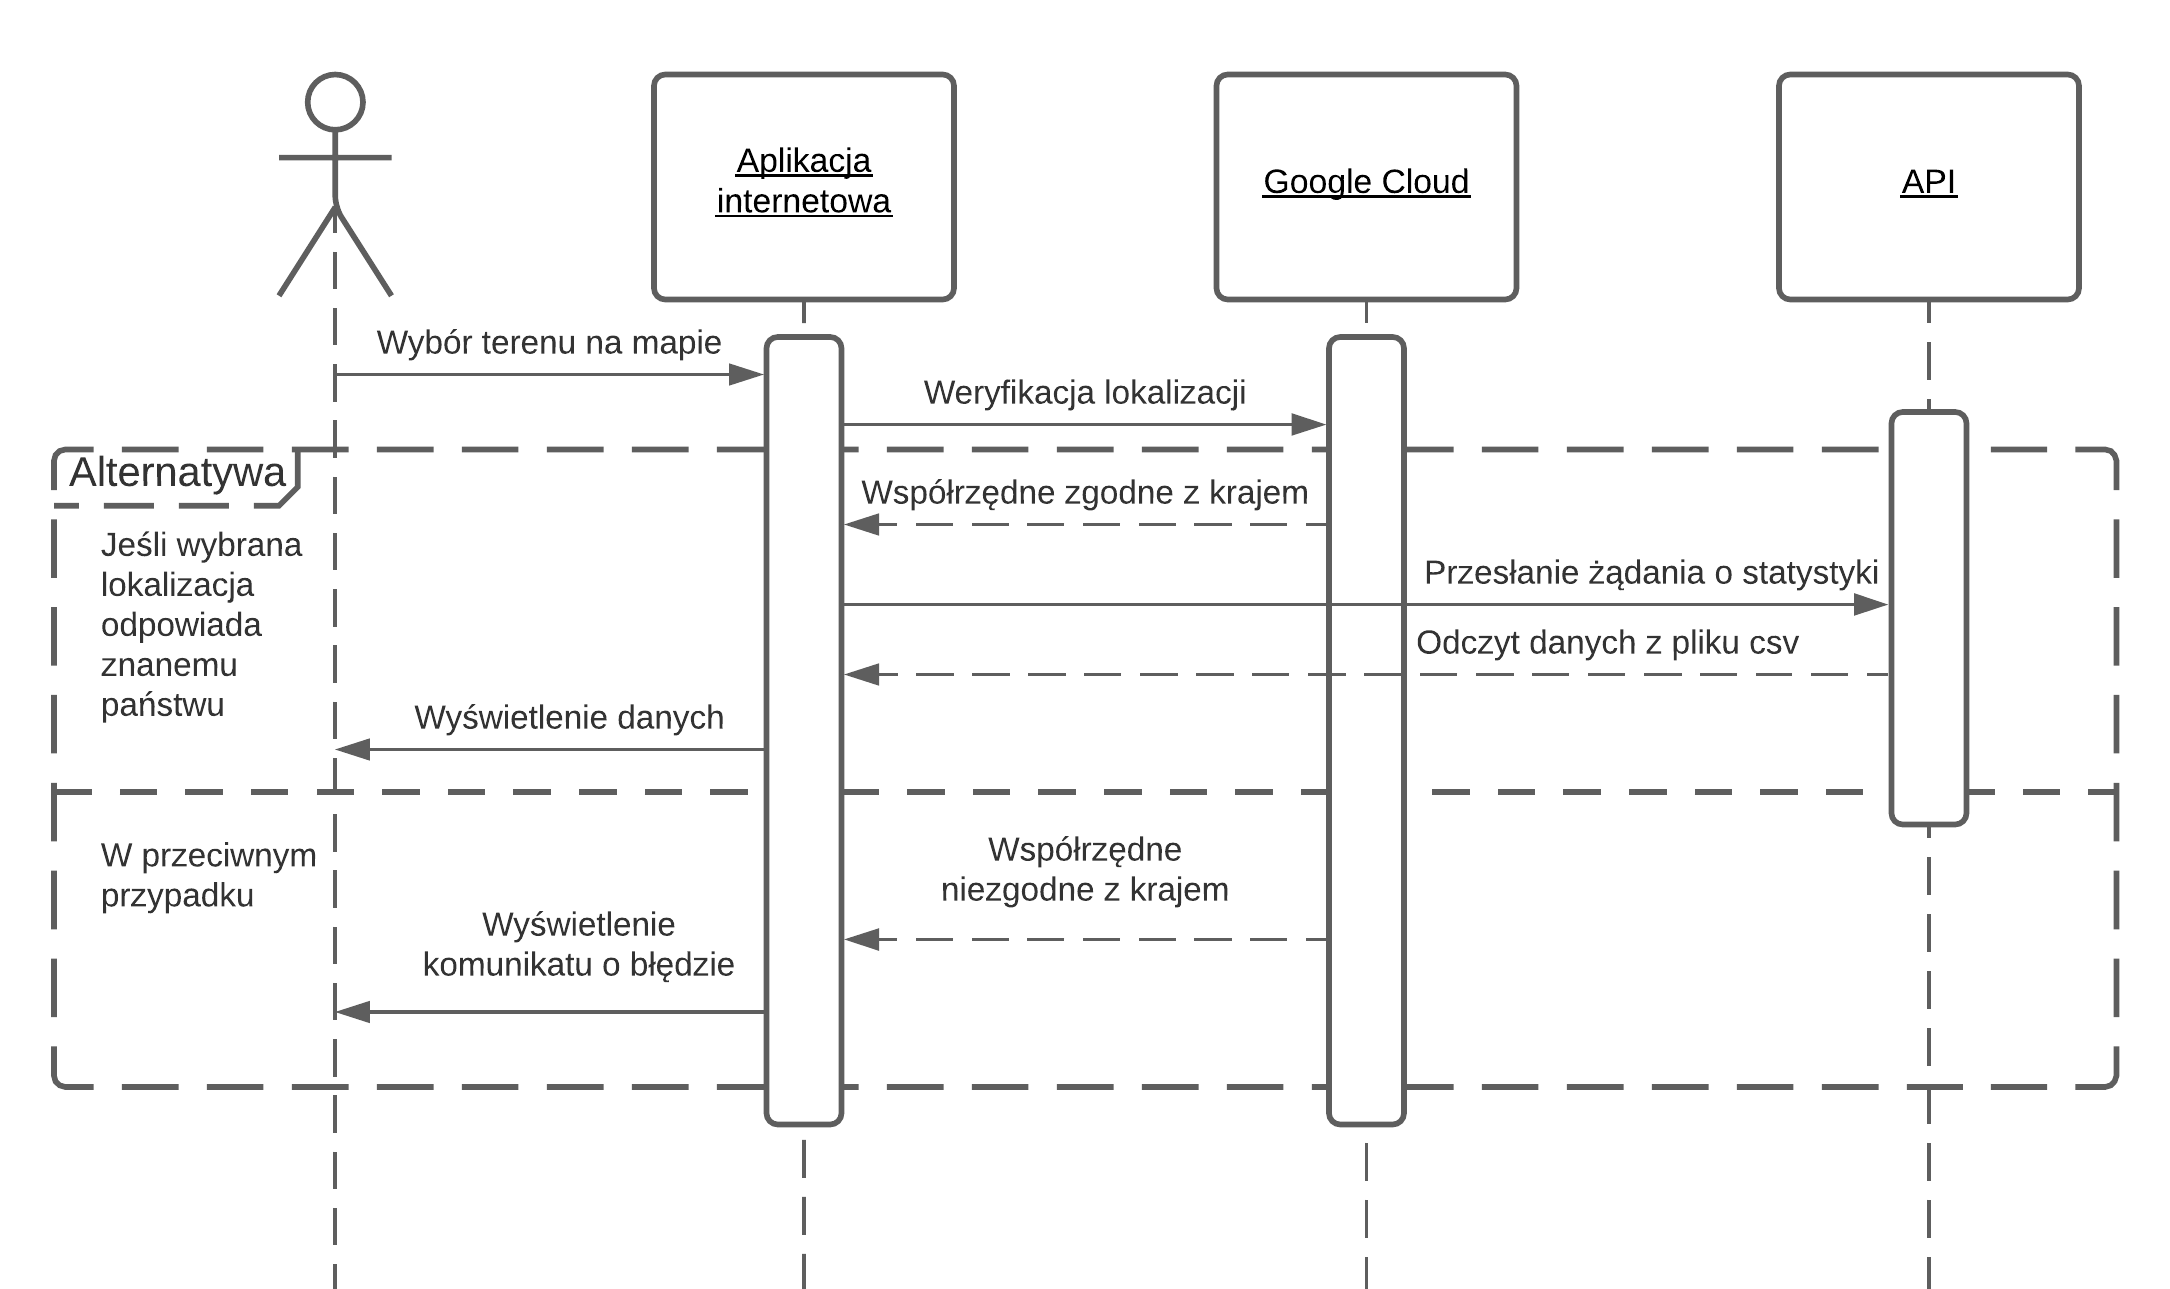 Aplikacja
internetowa
Google Cloud
API
Wybór terenu na mapie
Weryfikacja lokalizacji
Alternatywa
Współrzędne zgodne z krajem
Jeśli wybrana
lokalizacja
odpowiada
znanemu
państwu
Przesłanie żądania o statystyki
Odczyt danych z pliku csv
Wyświetlenie danych
W przeciwnym
przypadku
Współrzędne
niezgodne z krajem
Wyświetlenie
komunikatu o błędzie